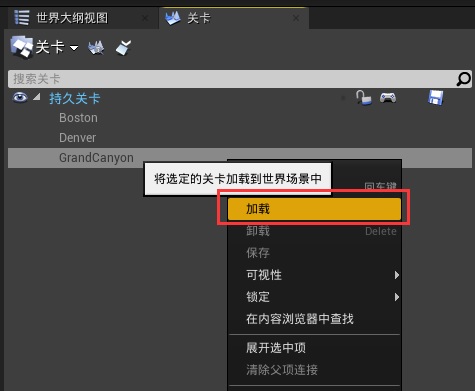 世界大纲视图
关卡
关卡
搜索关卡
持久关卡
Boston
Denver
GrandCanyon
将选定的关卡加载到世界场景中
回车键
加载
卸载 Delete
保存
可视性
锁定
在内容浏览器中查找
展开选中项
清除父项连接